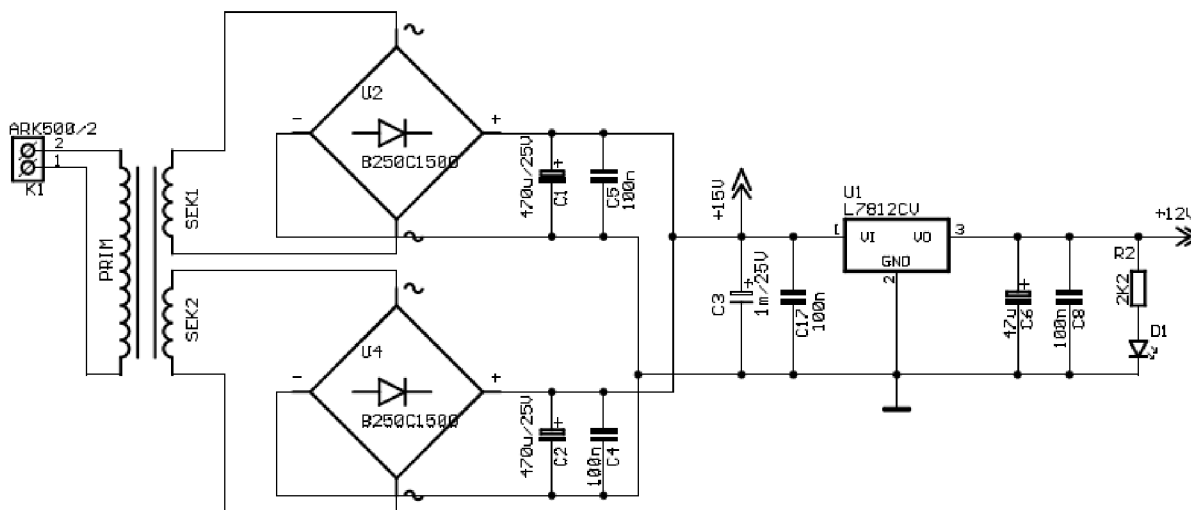 ARK500/2
2
1
K1
PRIM
SEK1
SEK2
~
U2
-
+
B250C1500
~
470u/25V
+
C1
C5
100n
~
U4
-
+
B250C1500
~
470u/25V
+
C2
100n
C4
+15V
C3
+
1m/25V
C17
100n
U1
L7812CV
1
VI
VO
3
GND
2
47u
+
C6
100n
C8
+12V
R2
2K2
D1